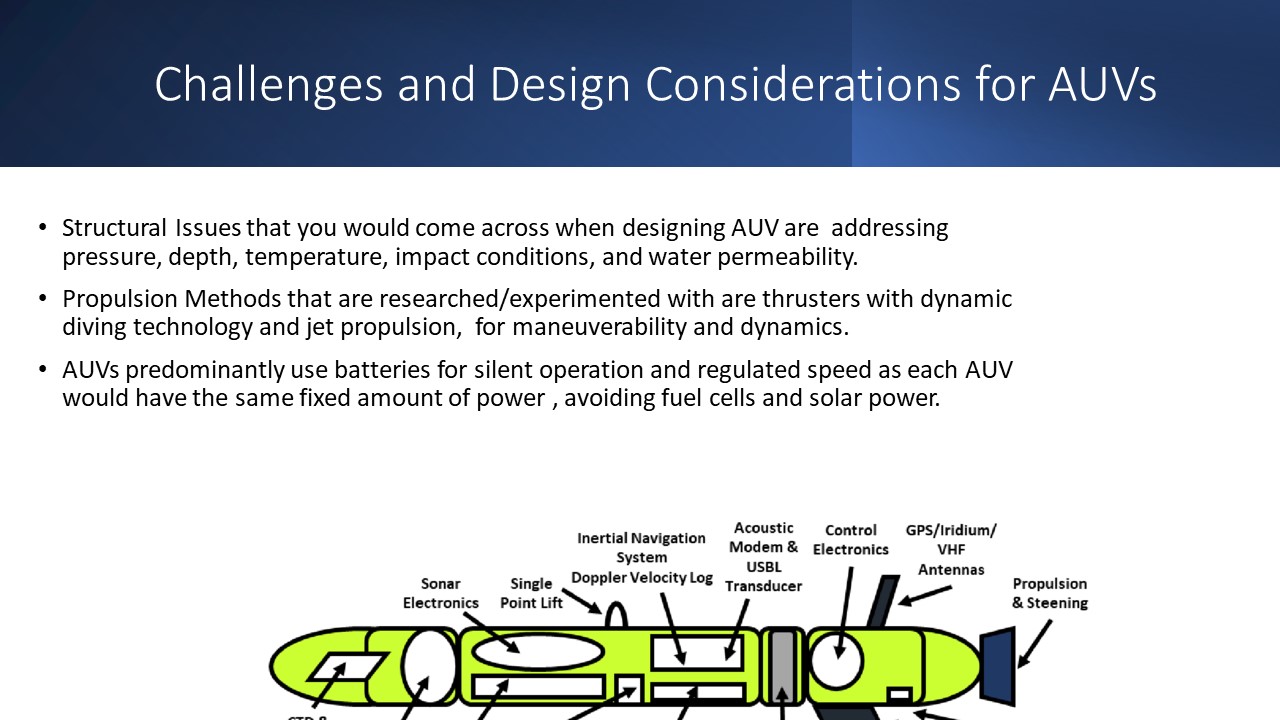 Challenges and Design Considerations for AUVs
• Structural Issues that you would come across when designing AUV are  addressing
pressure, depth, temperature, impact conditions, and water permeability.
• Propulsion Methods that are researched/experimented with are thrusters with dynamic
diving technology and jet propulsion,  for maneuverability and dynamics.
• AUVs predominantly use batteries for silent operation and regulated speed as each AUV
would have the same fixed amount of power , avoiding fuel cells and solar power.
Sonar
Electronics
Single
Point Lift
Inertial Navigation
System
Doppler Velocity Log
Acoustic
Modem &
USBL
Transducer
Control
Electronics
GPS/Iridium/
VHF
Antennas
Propulsion
& Steening